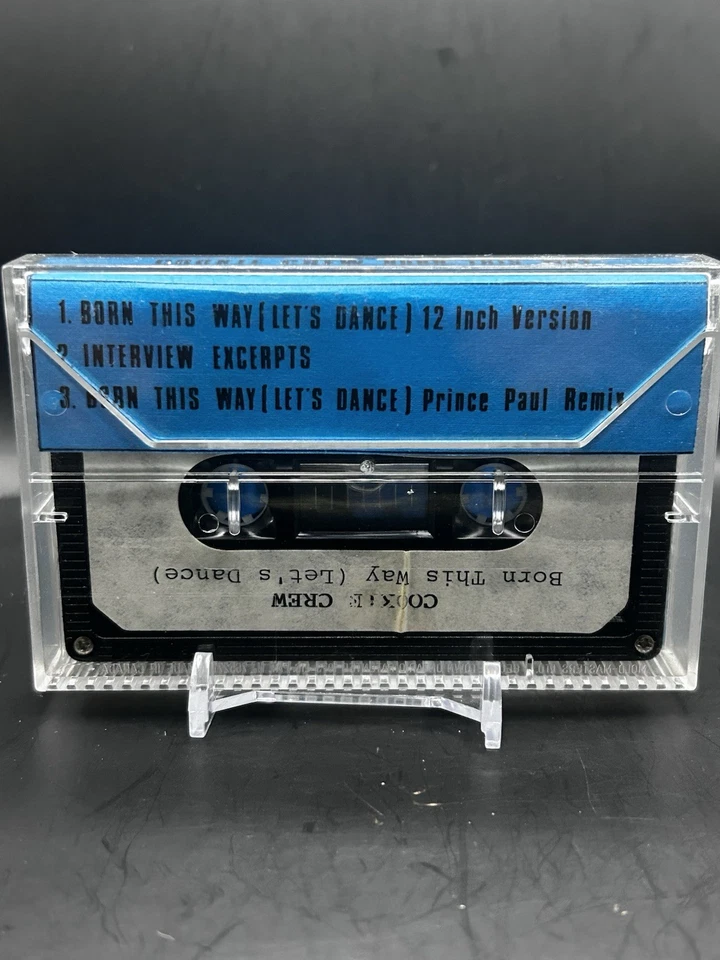 1. BORN THIS WAY (LET'S DANCE) 12 Inch Version
2. INTERVIEW EXCERPTS
3. BORN THIS WAY (LET'S DANCE) Prince Paul Remix
COOKIE CREW
Born This Way (Let's Dance)